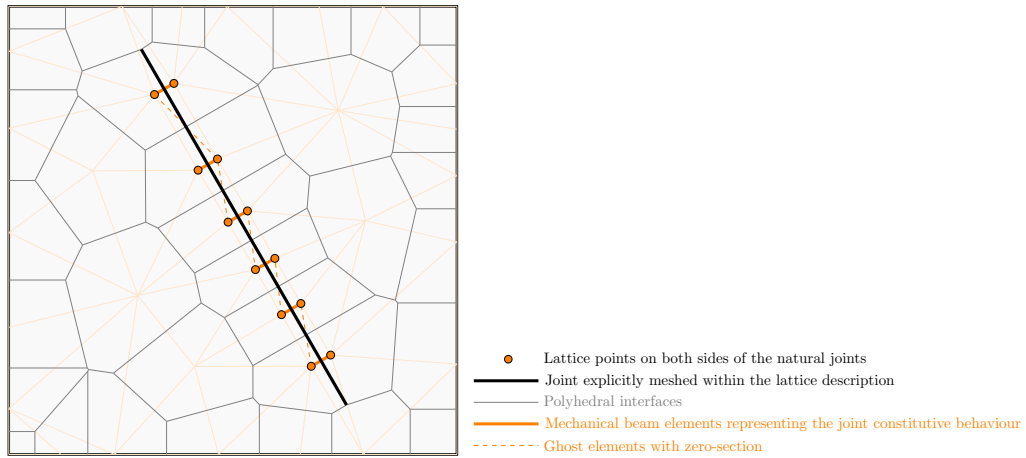 Lattice points on both sides of the natural joints
Joint explicitly meshed within the lattice description
Polyhedral interfaces
Mechanical beam elements representing the joint constitutive behaviour
Ghost elements with zero-section